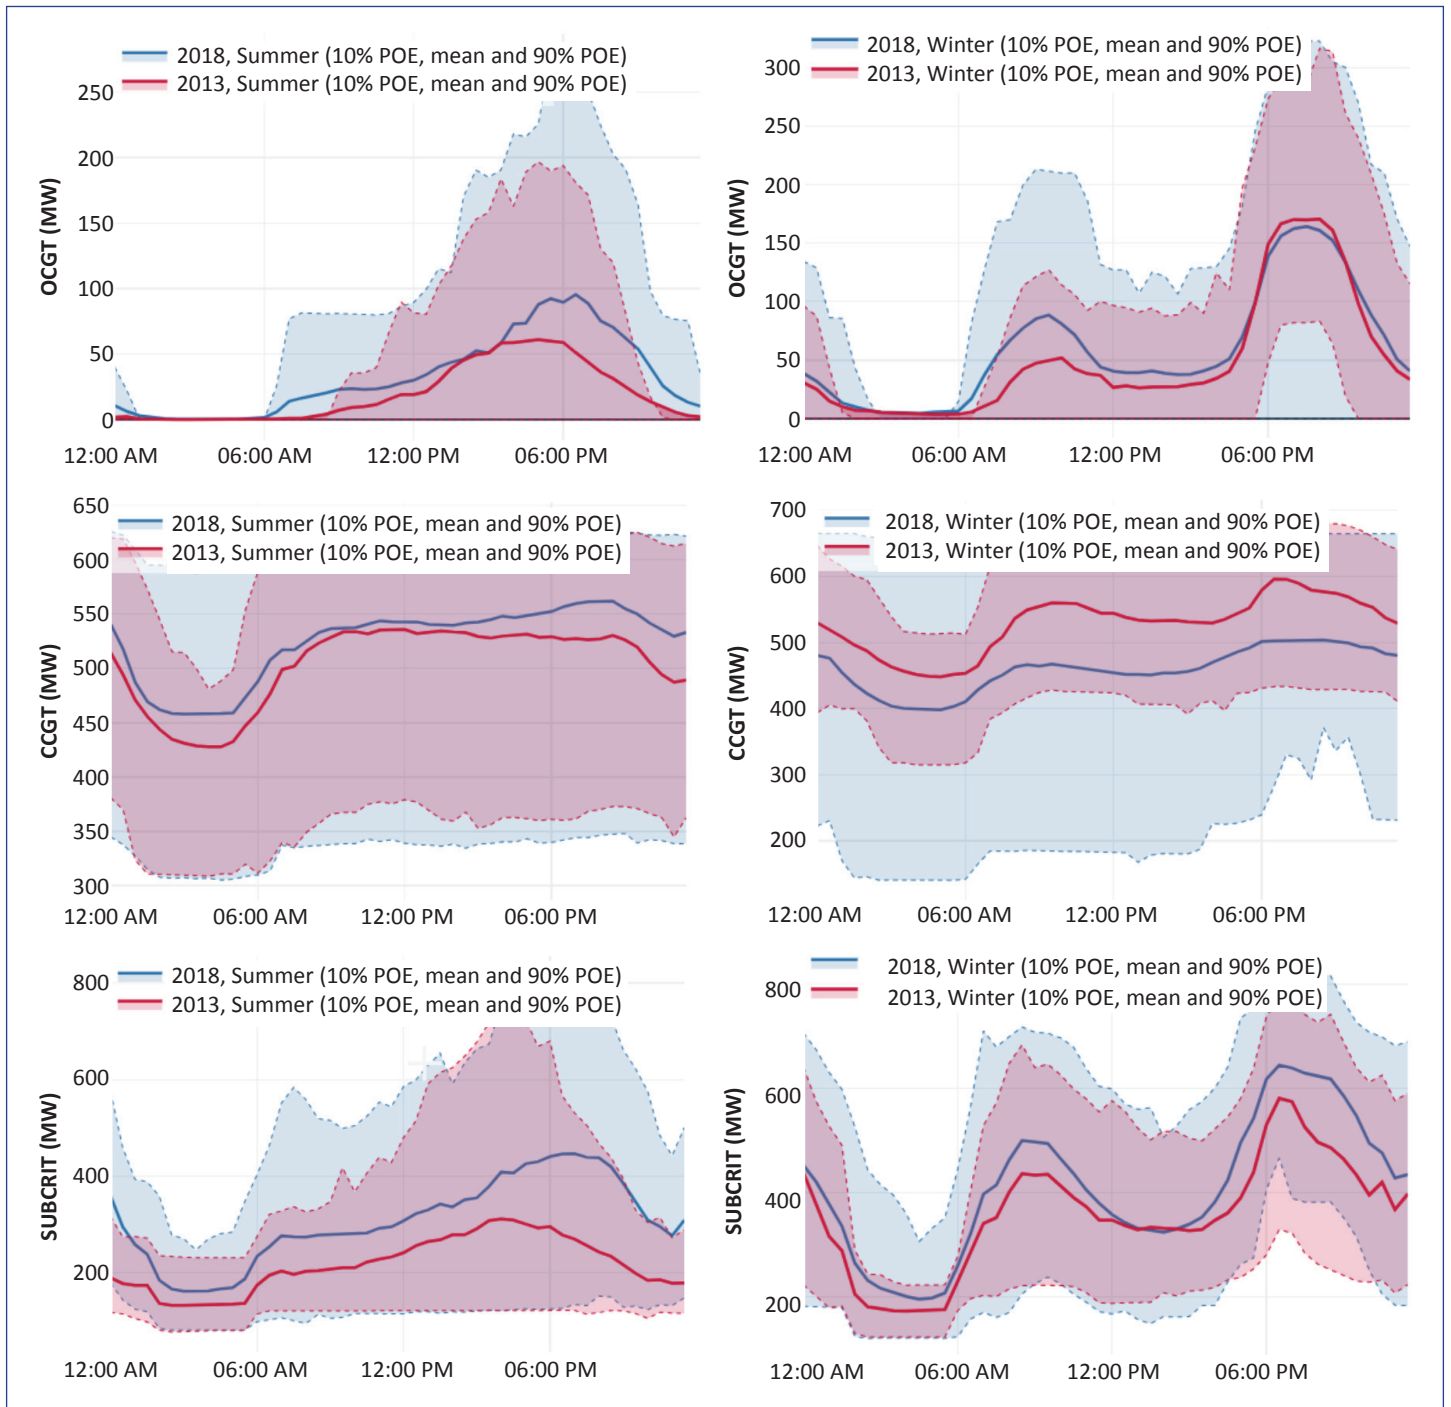 2018, Summer (10% POE, mean and 90% POE)
2013, Summer (10% POE, mean and 90% POE)
250
200
150
100
50
0
OCGT (MW)
12:00 AM 06:00 AM 12:00 PM 06:00 PM
2018, Winter (10% POE, mean and 90% POE)
2013, Winter (10% POE, mean and 90% POE)
300
250
200
150
100
50
0
OCGT (MW)
12:00 AM 06:00 AM 12:00 PM 06:00 PM
2018, Summer (10% POE, mean and 90% POE)
2013, Summer (10% POE, mean and 90% POE)
650
600
550
500
450
400
350
300
CCGT (MW)
12:00 AM 06:00 AM 12:00 PM 06:00 PM
2018, Winter (10% POE, mean and 90% POE)
2013, Winter (10% POE, mean and 90% POE)
700
600
500
400
300
200
CCGT (MW)
12:00 AM 06:00 AM 12:00 PM 06:00 PM
2018, Summer (10% POE, mean and 90% POE)
2013, Summer (10% POE, mean and 90% POE)
800
600
400
200
SUBCRIT (MW)
12:00 AM 06:00 AM 12:00 PM 06:00 PM
2018, Winter (10% POE, mean and 90% POE)
2013, Winter (10% POE, mean and 90% POE)
800
600
400
200
SUBCRIT (MW)
12:00 AM 06:00 AM 12:00 PM 06:00 PM